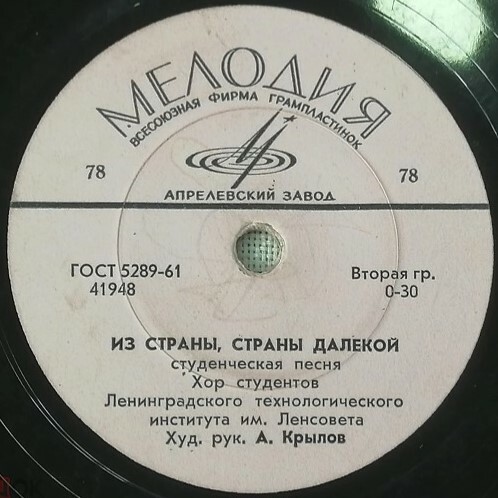 МЕЛОДИЯ
ВСЕСОЮЗНАЯ ФИРМА ГРАМПЛАСТИНОК
78 78
АПРЕЛЕВСКИЙ ЗАВОД
ГОСТ 5289-61 Вторая гр.
41948 0-30
ИЗ СТРАНЫ, СТРАНЫ ДАЛЕКОЙ
студенческая песня
Хор студентов
Ленинградского технологического
института им. Ленсовета
Худ. рук. А. Крылов